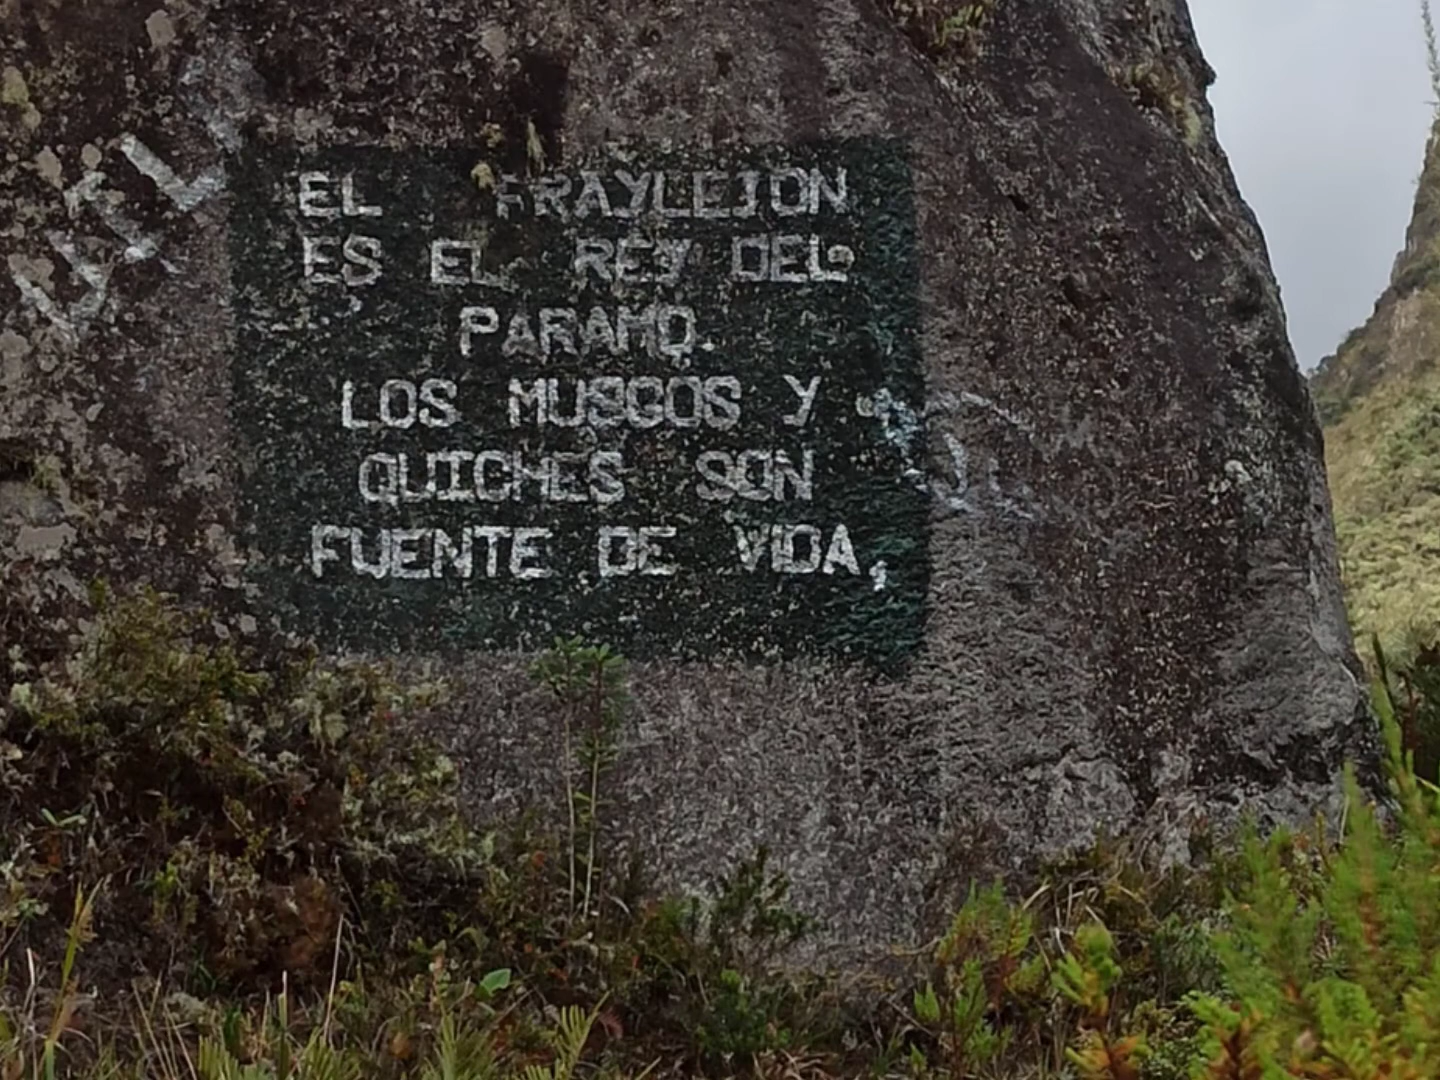 EL FRAYLEJON
ES EL REY DEL
PARAMO.
LOS MUSGOS Y
QUICHES SON
FUENTE DE VIDA,